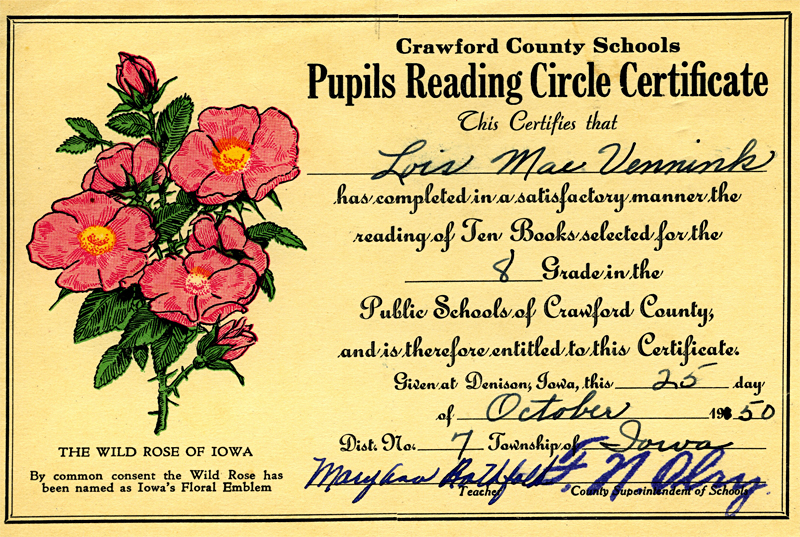 Crawford County Schools
Pupils Reading Circle Certificate
This Certifies that
Lois Mae Vennink
has completed in a satisfactory manner the
reading of Ten Books selected for the
8 Grade in the
Public Schools of Crawford County,
and is therefore entitled to this Certificate.
Given at Denison, Iowa, this 25 day
of October 1950
Dist. No. 7 Township of Iowa
Mary Ann F. N. Olry
Teacher County Superintendent of Schools
THE WILD ROSE OF IOWA
By common consent the Wild Rose has
been named as Iowa's Floral Emblem